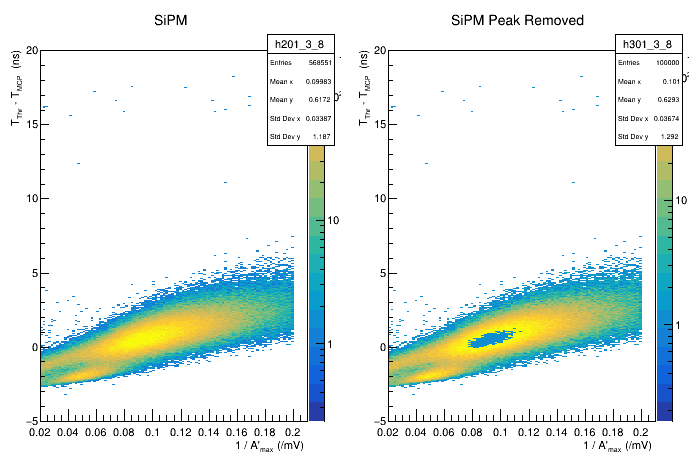 SiPM
SiPM Peak Removed
h201_3_8
Entries 568551
Mean x 0.09983
Mean y 0.6172
Std Dev x 0.03387
Std Dev y 1.187
h301_3_8
Entries 100000
Mean x 0.101
Mean y 0.6293
Std Dev x 0.03674
Std Dev y 1.292
T_Thr - T_MCP (ns)
20
15
10
5
0
−5
0.02 0.04 0.06 0.08 0.1 0.12 0.14 0.16 0.18 0.2
1 / A'_max (/mV)
10
1
T_Thr - T_MCP (ns)
20
15
10
5
0
−5
0.02 0.04 0.06 0.08 0.1 0.12 0.14 0.16 0.18 0.2
1 / A'_max (/mV)
10
1